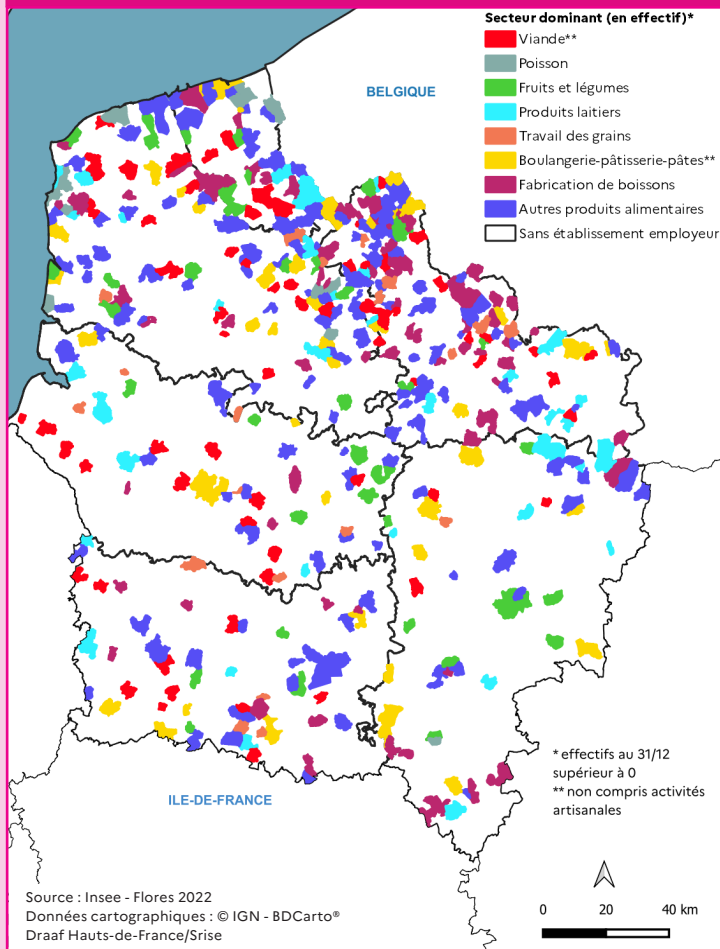 Secteur dominant (en effectif)*
Viande**
Poisson
Fruits et légumes
Produits laitiers
Travail des grains
Boulangerie-pâtisserie-pâtes**
Fabrication de boissons
Autres produits alimentaires
Sans établissement employeur
BELGIQUE
ILE-DE-FRANCE
* effectifs au 31/12
supérieur à 0
** non compris activités
artisanales
Source : Insee - Flores 2022
Données cartographiques : © IGN - BDCarto®
Draaf Hauts-de-France/Srise
0 20 40 km